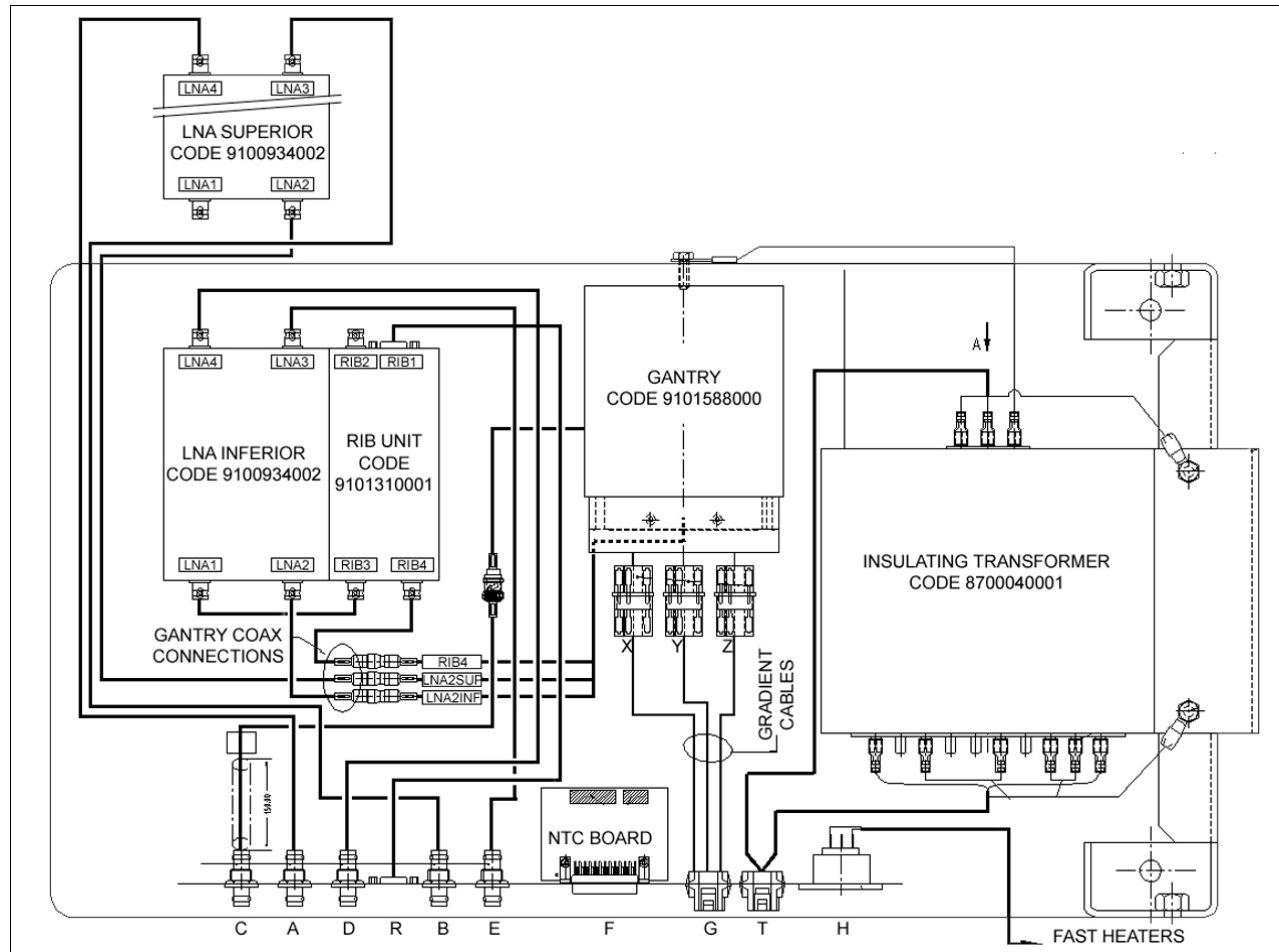 LNA4
LNA3
LNA SUPERIOR
CODE 9100934002
LNA1
LNA2
LNA4
LNA3
RIB2
RIB1
LNA INFERIOR
CODE 9100934002
RIB UNIT
CODE
9101310001
LNA1
LNA2
RIB3
RIB4
GANTRY COAX
CONNECTIONS
RIB4
LNA2SUP
LNA2INF
GANTRY
CODE 9101588000
X
Y
Z
GRADIENT
CABLES
A
INSULATING TRANSFORMER
CODE 8700040001
150.00
NTC BOARD
C
A
D
R
B
E
F
G
T
H
FAST HEATERS